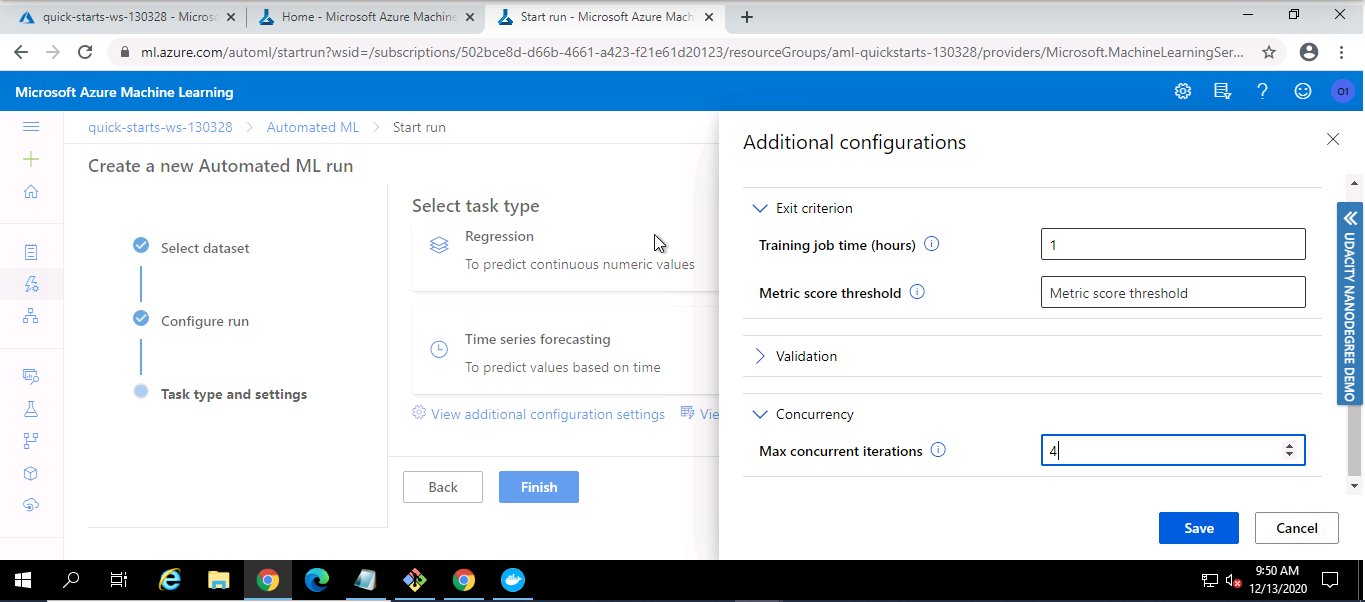 quick-starts-ws-130328 - Micros
Home - Microsoft Azure Machine
Start run - Microsoft Azure Mach
ml.azure.com/automl/startrun?wsid=/subscriptions/502bce8d-d66b-4661-a423-f21e61d20123/resourceGroups/aml-quickstarts-130328/providers/Microsoft.MachineLearningSer...
Microsoft Azure Machine Learning
O1
quick-starts-ws-130328 > Automated ML > Start run
Create a new Automated ML run
Select dataset
Configure run
Task type and settings
Select task type
Regression
To predict continuous numeric values
Time series forecasting
To predict values based on time
View additional configuration settings
Vie
Back
Finish
Additional configurations
Exit criterion
Training job time (hours) 1
Metric score threshold Metric score threshold
Validation
Concurrency
Max concurrent iterations 4
Save
Cancel
UDACITY NANODEGREE DEMO
9:50 AM
12/13/2020